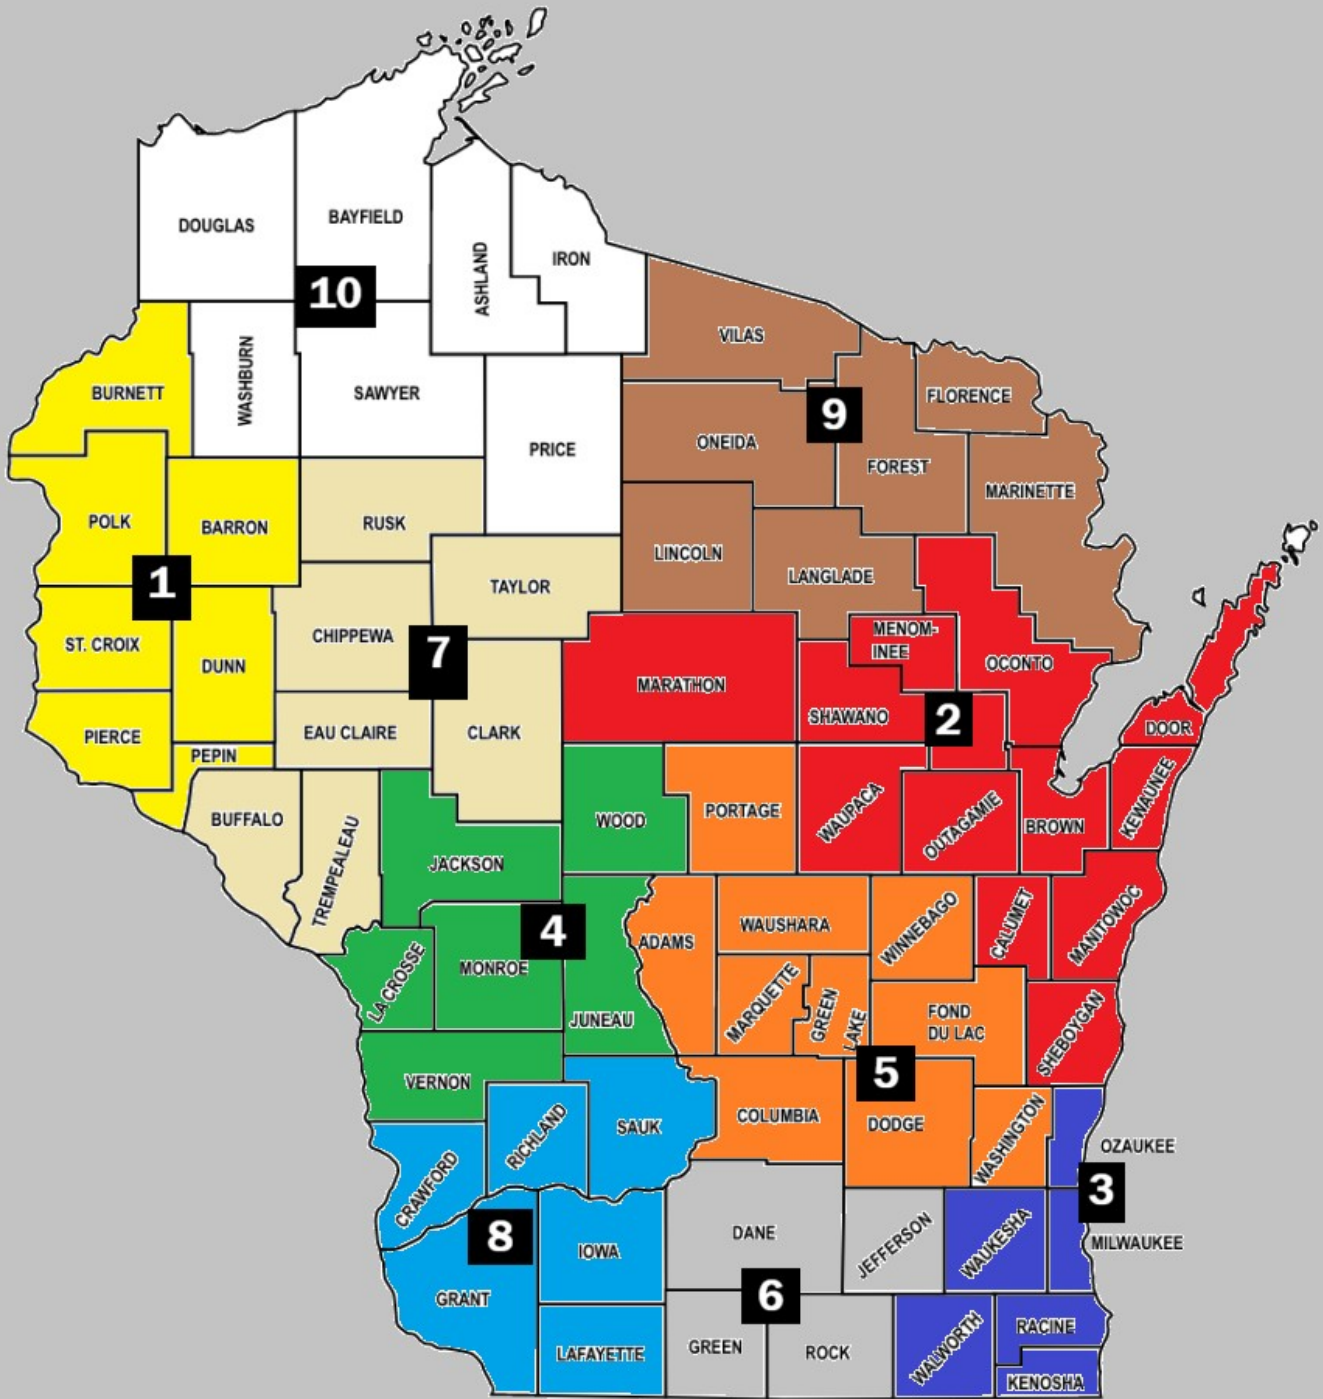 DOUGLAS
BAYFIELD
ASHLAND
IRON
10
VILAS
WASHBURN
BURNETT
SAWYER
FLORENCE
9
ONEIDA
PRICE
FOREST
MARINETTE
POLK
BARRON
RUSK
LINCOLN
LANGLADE
1
TAYLOR
CHIPPEWA
MENOM-
INEE
ST. CROIX
DUNN
7
OCONTO
MARATHON
SHAWANO
2
DOOR
PIERCE
EAU CLAIRE
CLARK
PEPIN
BUFFALO
WOOD
PORTAGE
WAUPACA
OUTAGAMIE
BROWN
KEWAUNEE
TREMPEALEAU
JACKSON
4
ADAMS
WAUSHARA
WINNEBAGO
CALUMET
MANITOWOC
LA CROSSE
MONROE
JUNEAU
MARQUETTE
GREEN
LAKE
FOND
DU LAC
SHEBOYGAN
5
VERNON
RICHLAND
SAUK
COLUMBIA
DODGE
WASHINGTON
OZAUKEE
CRAWFORD
3
8
IOWA
DANE
JEFFERSON
WAUKESHA
MILWAUKEE
GRANT
6
LAFAYETTE
GREEN
ROCK
WALWORTH
RACINE
KENOSHA